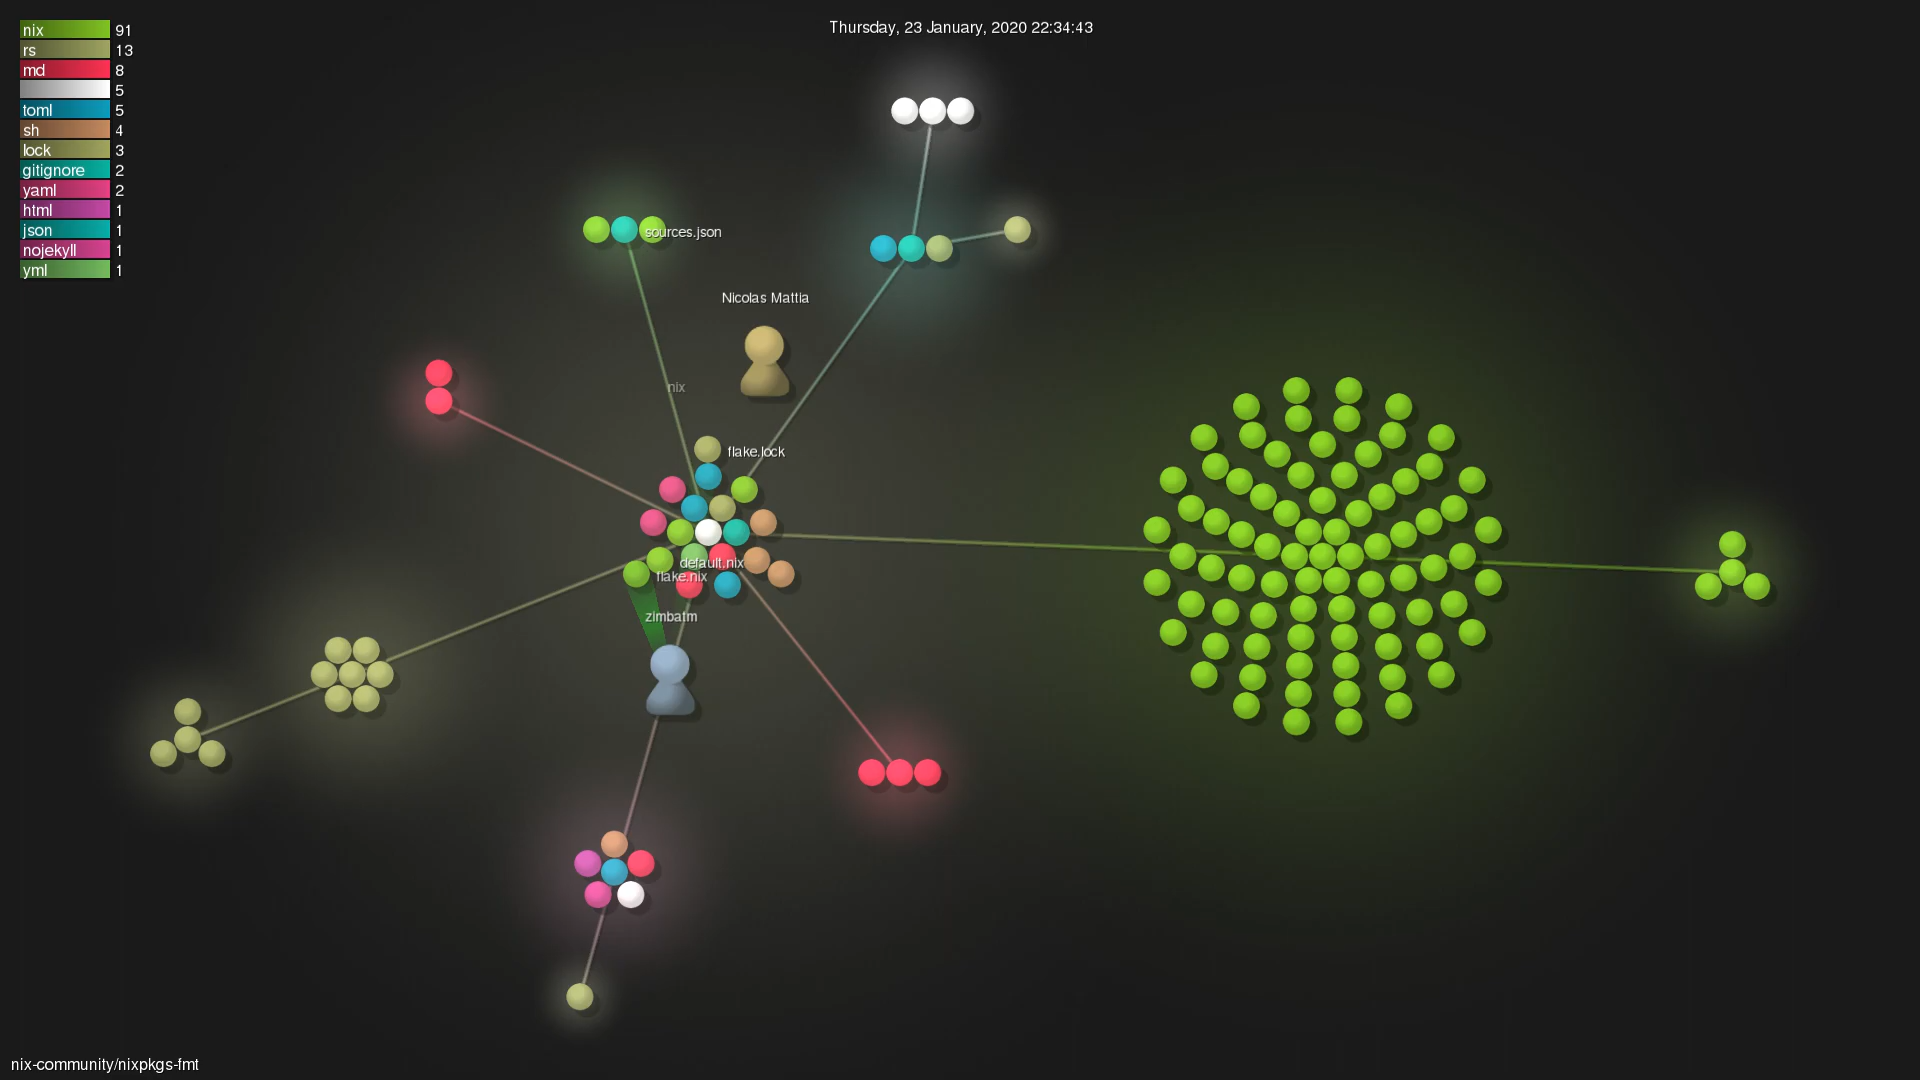 Thursday, 23 January, 2020 22:34:43
nix 91
rs 13
md 8
5
toml 5
sh 4
lock 3
gitignore 2
yaml 2
html 1
json 1
nojekyll 1
yml 1
sources.json
Nicolas Mattia
nix
flake.lock
default.nix
flake.nix
zimbatm
nix-community/nixpkgs-fmt